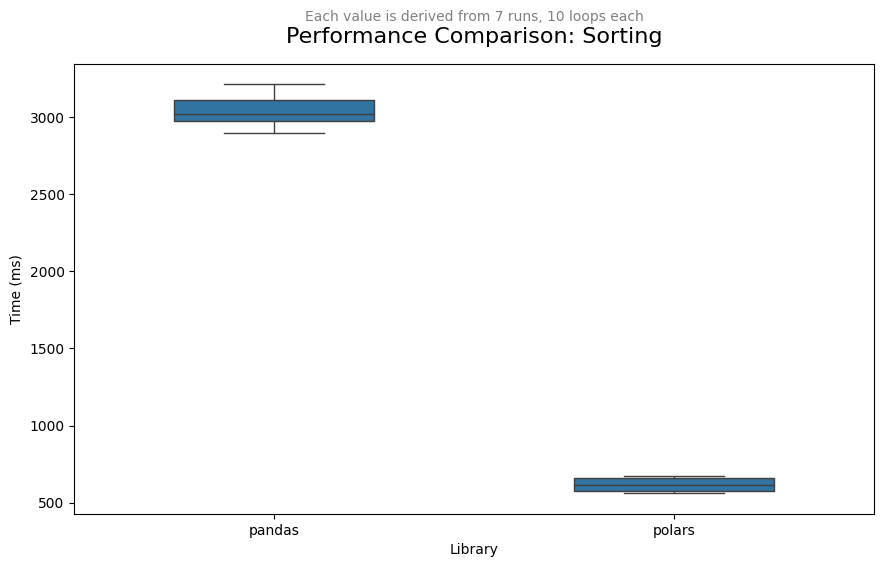 Each value is derived from 7 runs, 10 loops each
Performance Comparison: Sorting
3000
2500
2000
1500
1000
500
Time (ms)
pandas
polars
Library